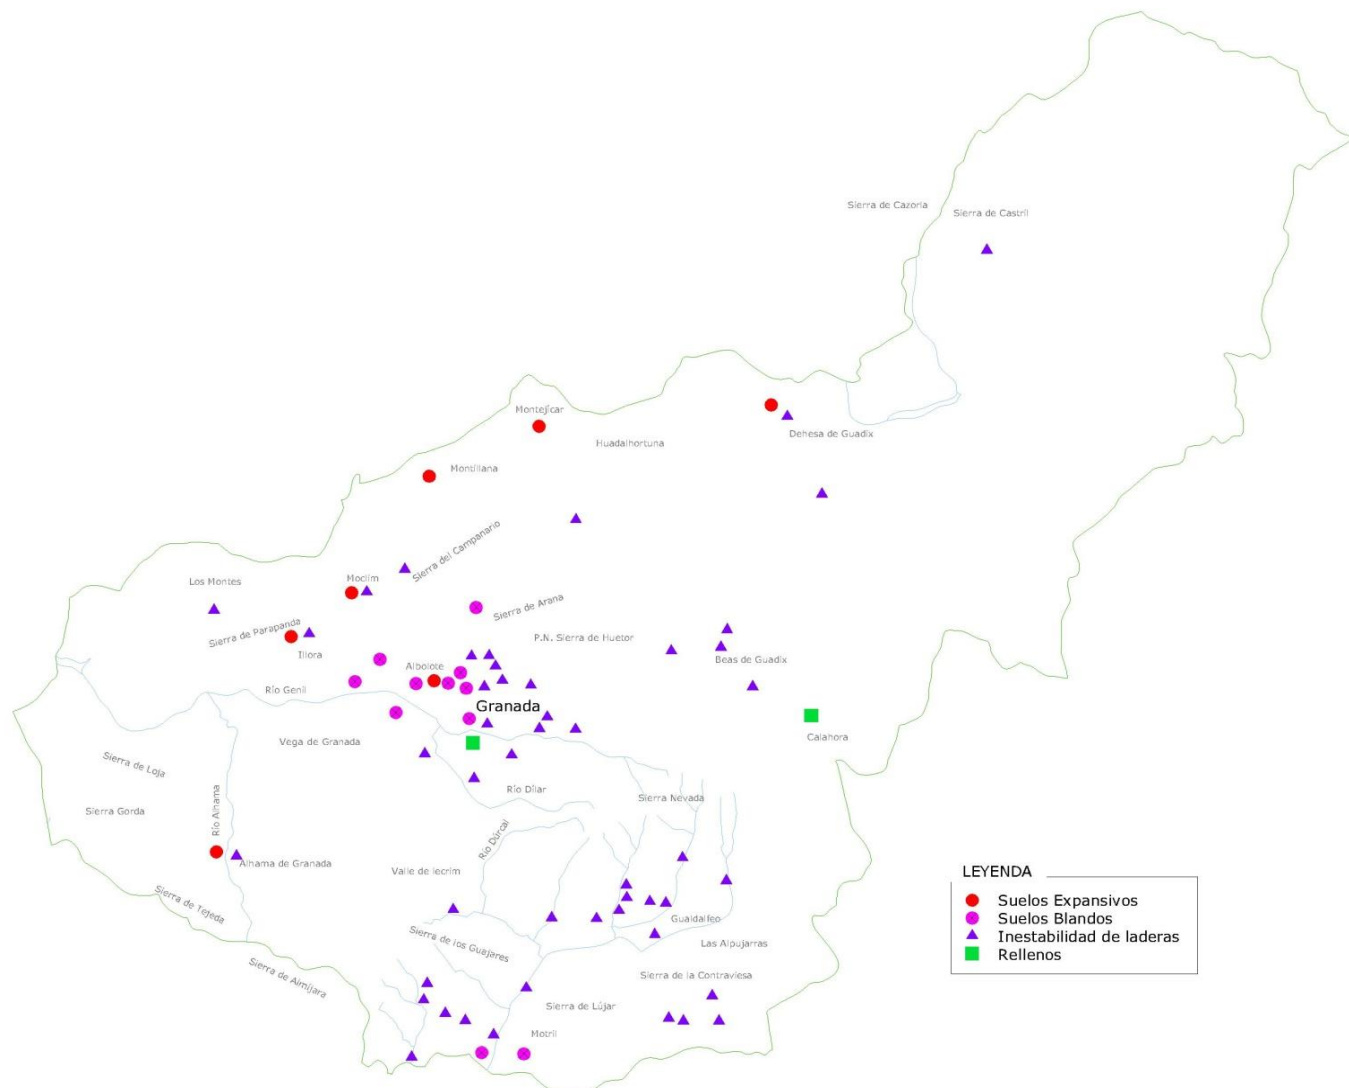 Sierra de Cazorla
Sierra de Castril
Montejícar
Huadalhortuna
Dehesa de Guadix
Montillana
Sierra del Campanario
Los Montes
Moclím
Sierra de Arana
Sierra de Parapanda
P.N. Sierra de Huetor
Illora
Albolote
Beas de Guadix
Río Genil
Granada
Vega de Granada
Calahora
Sierra de Loja
Río Dílar
Sierra Nevada
Sierra Gorda
Río Alhama
Río Dúrcal
Alhama de Granada
Valle de lecrim
Sierra de Tejeda
Gualdalfeo
Sierra de los Guajares
Las Alpujarras
Sierra de Almijara
Sierra de la Contraviesa
Sierra de Lújar
Motril
LEYENDA
Suelos Expansivos
Suelos Blandos
Inestabilidad de laderas
Rellenos